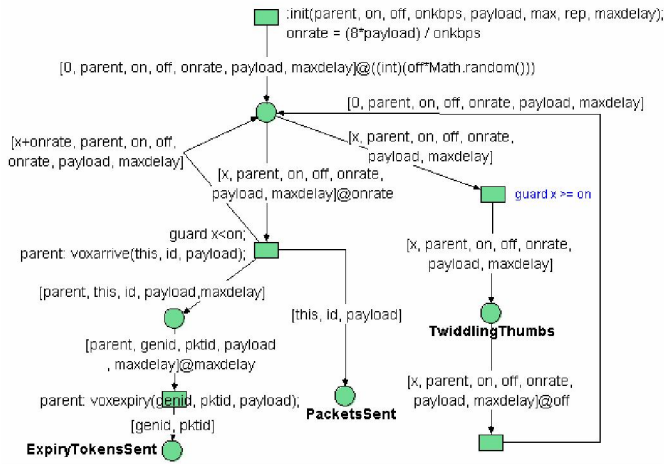 :init(parent, on, off, onkbps, payload, max, rep, maxdelay);
onrate = (8*payload) / onkbps
[0, parent, on, off, onrate, payload, maxdelay]@((int)(off*Math.random()))
[0, parent, on, off, onrate, payload, maxdelay]
[x+onrate, parent, on, off,
onrate, payload, maxdelay]
[x, parent, on, off, onrate,
payload, maxdelay]
[x, parent, on, off, onrate,
payload, maxdelay]@onrate
guard x >= on
guard x<on;
parent: voxarrive(this, id, payload);
[x, parent, on, off, onrate,
payload, maxdelay]
[parent, this, id, payload,maxdelay]
[this, id, payload]
TwiddlingThumbs
[parent, genid, pktid, payload
, maxdelay]@maxdelay
[x, parent, on, off, onrate,
payload, maxdelay]@off
parent: voxexpiry(genid, pktid, payload);
PacketsSent
[genid, pktid]
ExpiryTokensSent